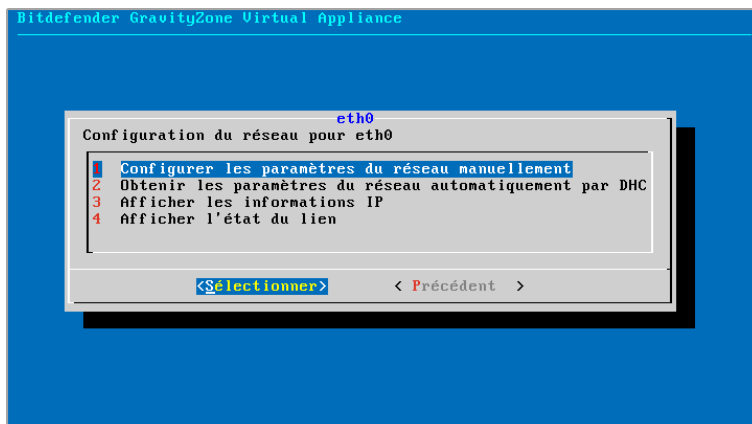 Bitdefender GravityZone Virtual Appliance
eth0
Configuration du réseau pour eth0
1 Configurer les paramètres du réseau manuellement
2 Obtenir les paramètres du réseau automatiquement par DHC
3 Afficher les informations IP
4 Afficher l'état du lien
<Sélectionner> < Précédent >